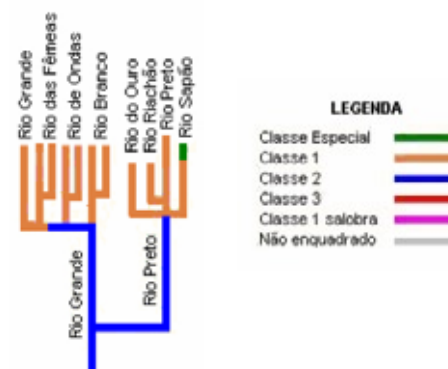 Rio Grande
Rio das Fêmeas
Rio de Ondas
Rio Branco
Rio do Ouro
Rio Riachão
Rio Preto
Rio Sapão
Rio Grande
Rio Preto
LEGENDA
Classe Especial
Classe 1
Classe 2
Classe 3
Classe 1 salobra
Não enquadrado